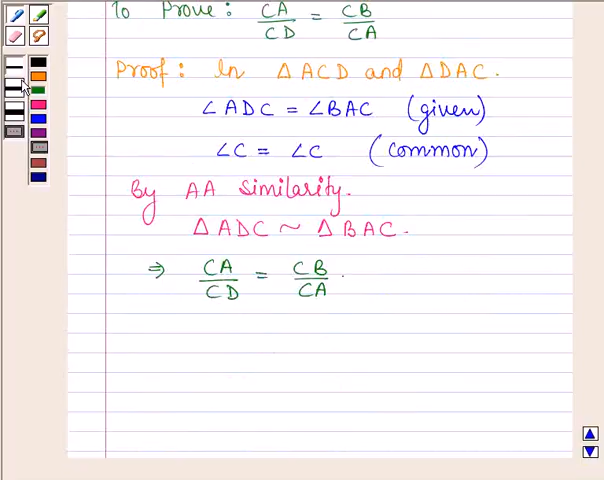 To Prove: CA/CD = CB/CA
Proof: In △ACD and △DAC.
∠ADC = ∠BAC (given)
∠C = ∠C (common)
By AA similarity.
△ADC ~ △BAC.
⇒ CA/CD = CB/CA.